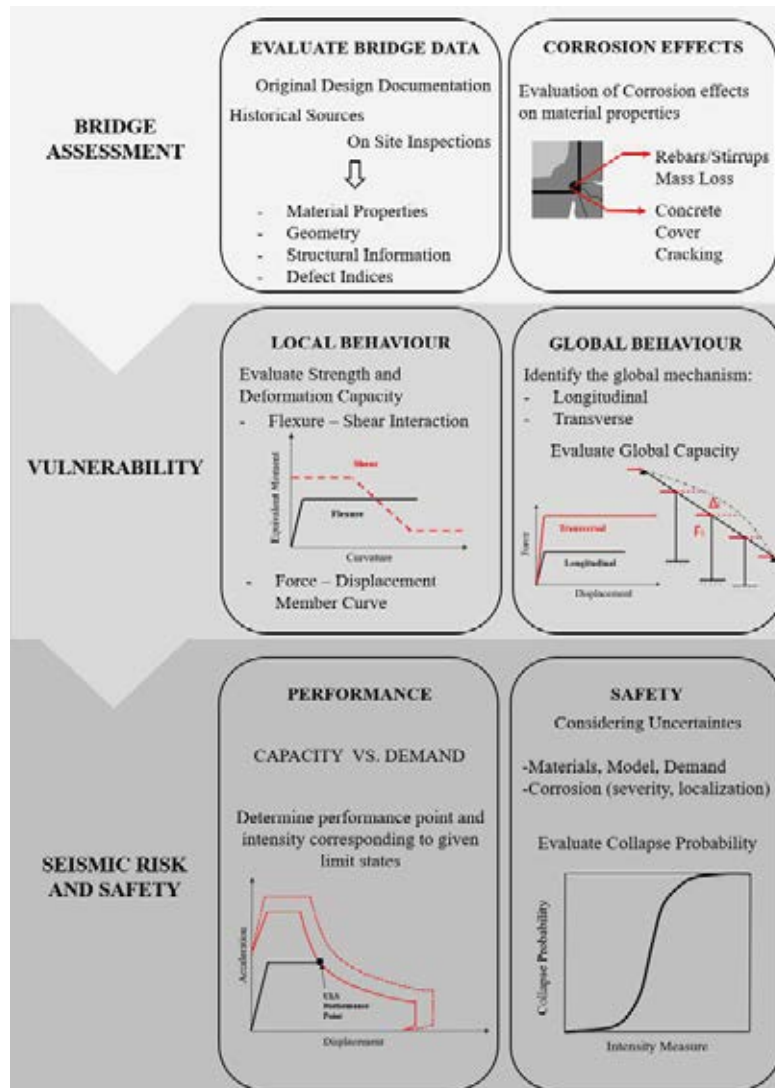 BRIDGE
ASSESSMENT
EVALUATE BRIDGE DATA
Original Design Documentation
Historical Sources
On Site Inspections
- Material Properties
- Geometry
- Structural Information
- Defect Indices
CORROSION EFFECTS
Evaluation of Corrosion effects
on material properties
Rebars/Stirrups
Mass Loss
Concrete
Cover
Cracking
VULNERABILITY
LOCAL BEHAVIOUR
Evaluate Strength and
Deformation Capacity
- Flexure – Shear Interaction
Equivalent Moment
Shear
Flexure
Curvature
- Force – Displacement
Member Curve
GLOBAL BEHAVIOUR
Identify the global mechanism:
- Longitudinal
- Transverse
Evaluate Global Capacity
Force
Transversal
Longitudinal
Displacement
SEISMIC RISK
AND SAFETY
PERFORMANCE
CAPACITY VS. DEMAND
Determine performance point and
intensity corresponding to given
limit states
Acceleration
Performance
Point
Displacement
SAFETY
Considering Uncertaintes
-Materials, Model, Demand
-Corrosion (severity, localization)
Evaluate Collapse Probability
Collapse Probability
Intensity Measure